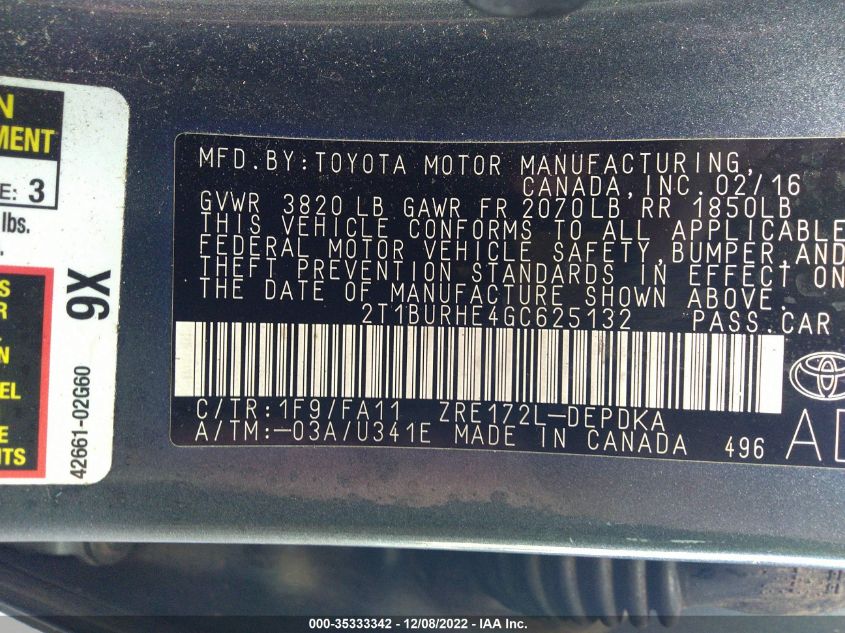 N
MENT
E: 3
lbs.
S
R
N
EL
E
NTS
9X
42661-02G60
MFD.BY:TOYOTA MOTOR MANUFACTURING,
CANADA,INC.02/16
GVWR 3820 LB GAWR FR 2070LB RR 1850LB
THIS VEHICLE CONFORMS TO ALL APPLICABLE
FEDERAL MOTOR VEHICLE SAFETY,BUMPER,AND
THEFT PREVENTION STANDARDS IN EFFECT ON
THE DATE OF MANUFACTURE SHOWN ABOVE.
2T1BURHE4GC625132 PASS.CAR
C/TR:1F9/FA11 ZRE172L-DEPDKA
A/TM:-03A/U341E MADE IN CANADA 496
000-35333342 - 12/08/2022 - IAA Inc.